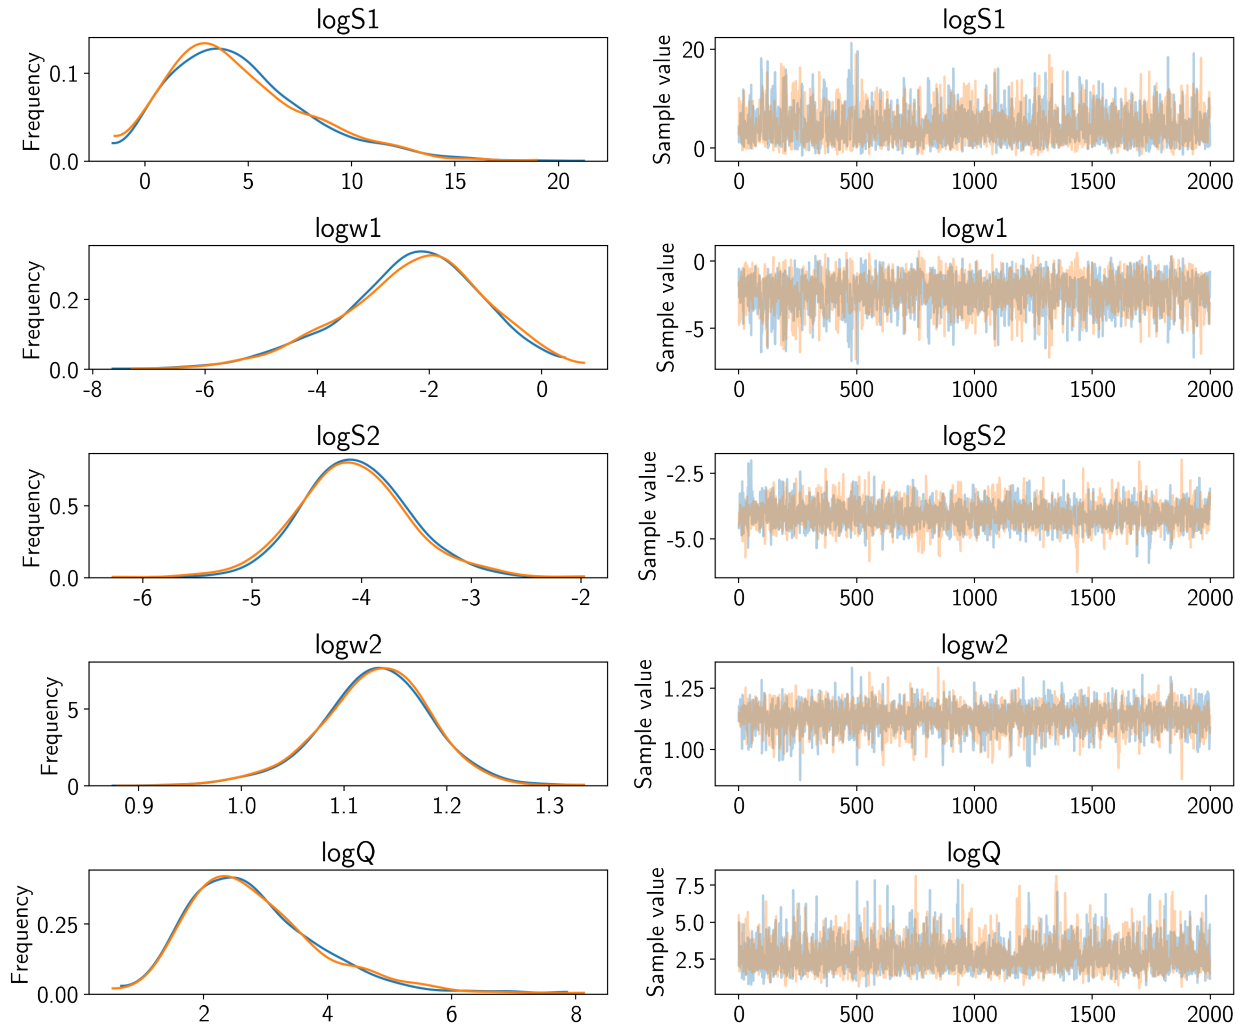 logS1
logS1
Frequency
0.1
0.0
0 5 10 15 20
Sample value
20
0
0 500 1000 1500 2000
logw1
logw1
Frequency
0.2
0.0
-8 -6 -4 -2 0
Sample value
0
-5
0 500 1000 1500 2000
logS2
logS2
Frequency
0.5
0.0
-6 -5 -4 -3 -2
Sample value
-2.5
-5.0
0 500 1000 1500 2000
logw2
logw2
Frequency
5
0
0.9 1.0 1.1 1.2 1.3
Sample value
1.25
1.00
0 500 1000 1500 2000
logQ
logQ
Frequency
0.25
0.00
2 4 6 8
Sample value
7.5
5.0
2.5
0 500 1000 1500 2000